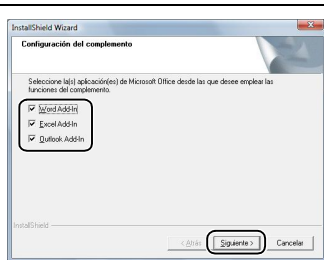 InstallShield Wizard
Configuración del complemento
Seleccione la(s) aplicación(es) de Microsoft Office desde las que desee emplear las
funciones del complemento.
Word Add-In
Excel Add-In
Outlook Add-In
InstallShield
< Atrás Siguiente > Cancelar